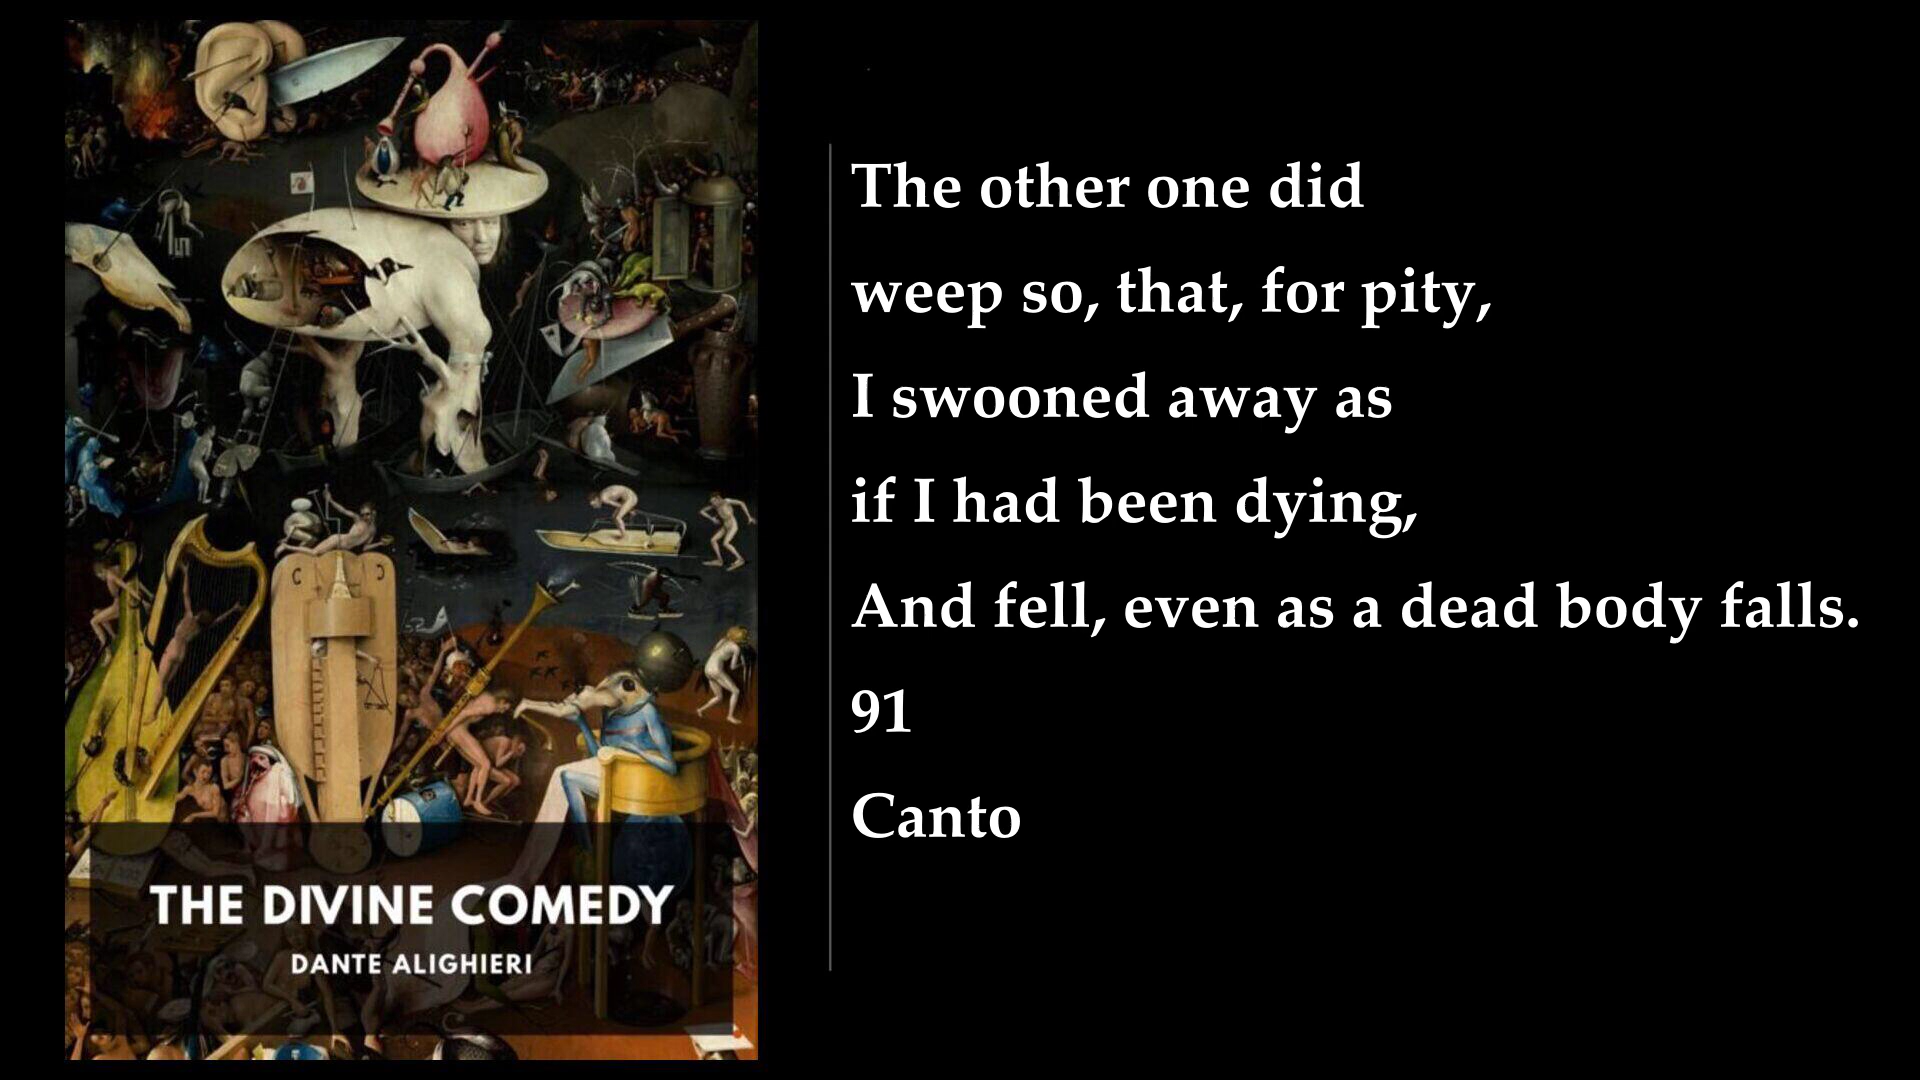 The other one did
weep so, that, for pity,
I swooned away as
if I had been dying,
And fell, even as a dead body falls.
91
Canto
THE DIVINE COMEDY
DANTE ALIGHIERI